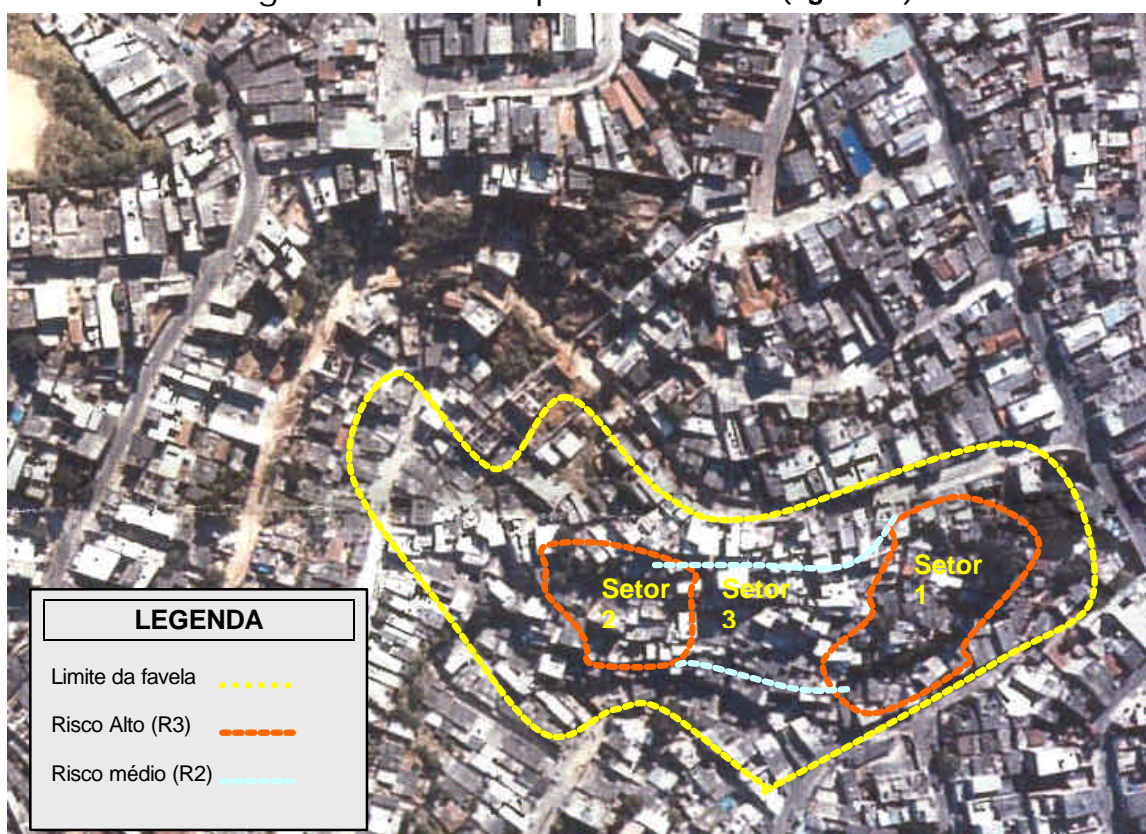 Setor
2
Setor
3
Setor
1
LEGENDA
Limite da favela
Risco Alto (R3)
Risco médio (R2)